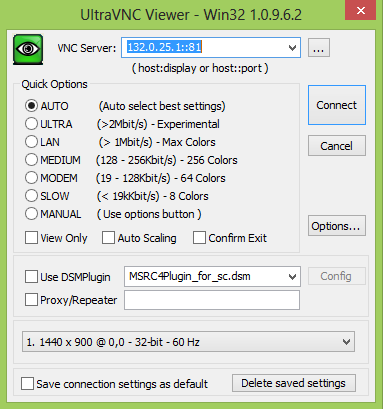 UltraVNC Viewer - Win32 1.0.9.6.2
VNC Server: 132.0.25.1::81 ...
( host:display or host::port )
Quick Options
AUTO (Auto select best settings)
ULTRA (>2Mbit/s) - Experimental
LAN (> 1Mbit/s) - Max Colors
MEDIUM (128 - 256Kbit/s) - 256 Colors
MODEM (19 - 128Kbit/s) - 64 Colors
SLOW (< 19kKbit/s) - 8 Colors
MANUAL ( Use options button )
View Only Auto Scaling Confirm Exit
Connect
Cancel
Options...
Use DSMPlugin MSRC4Plugin_for_sc.dsm Config
Proxy/Repeater
1. 1440 x 900 @ 0,0 - 32-bit - 60 Hz
Save connection settings as default Delete saved settings